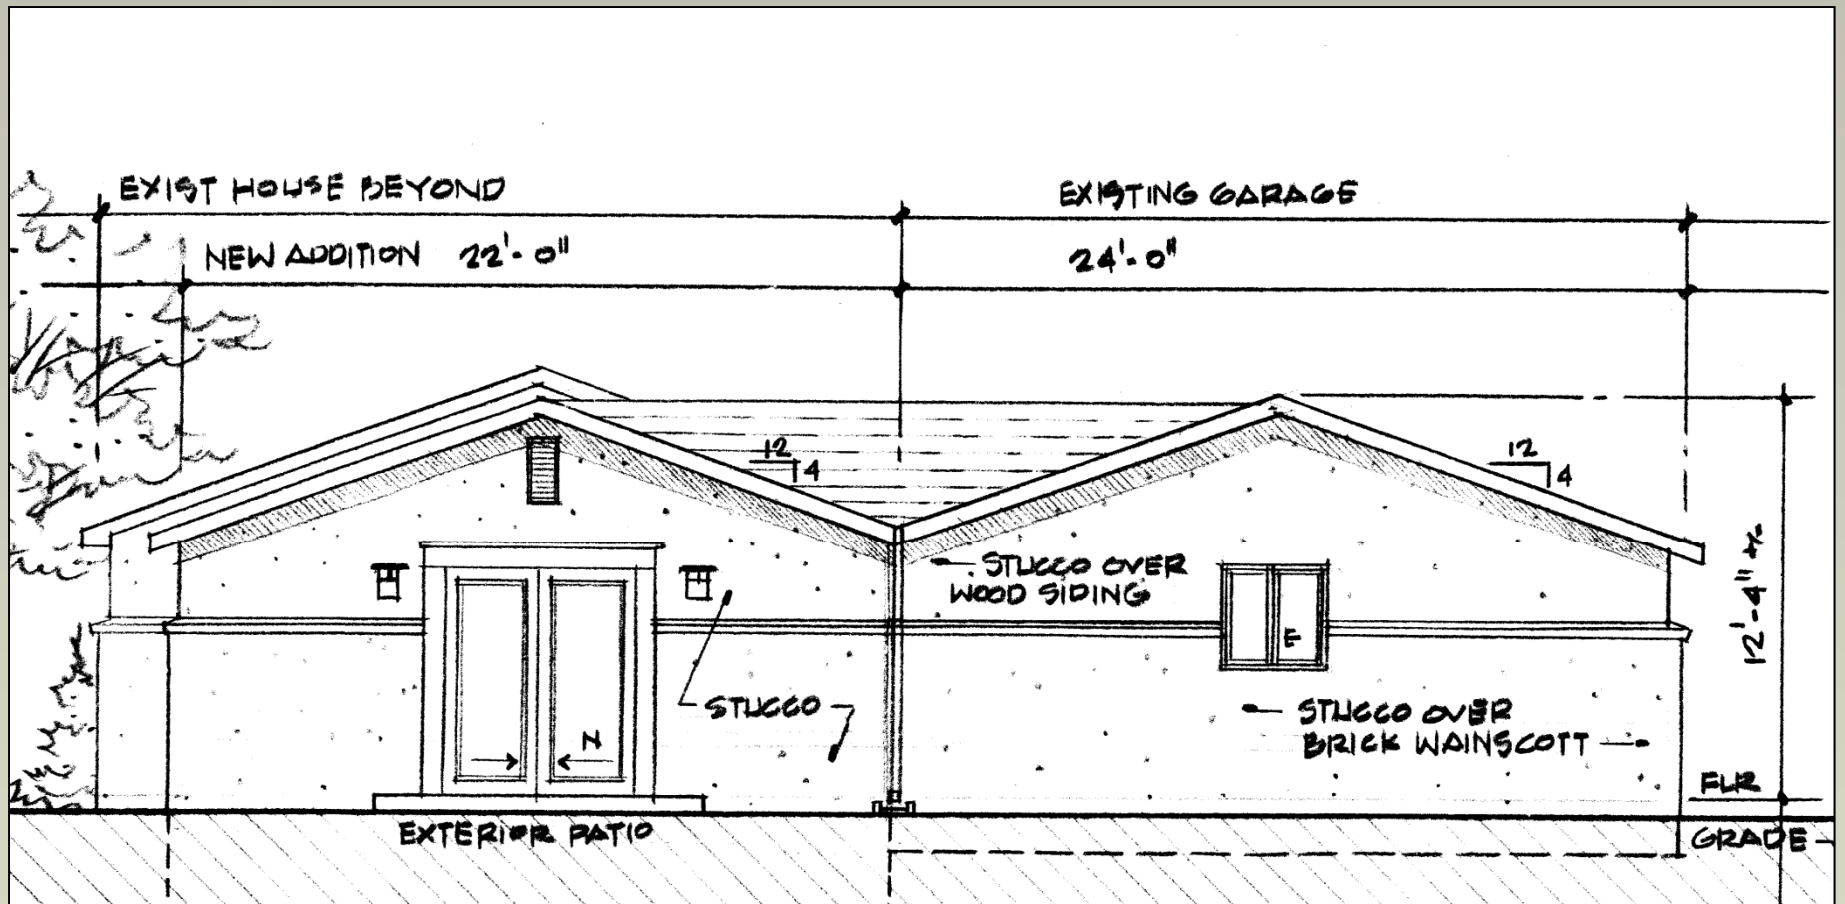 EXIST HOUSE BEYOND
EXISTING GARAGE
NEW ADDITION 22'-0"
24'-0"
12
4
12
4
STUCCO OVER
WOOD SIDING
E
12'-4" +/-
STUCCO
N
STUCCO OVER
BRICK WAINSCOTT
FLR
EXTERIOR PATIO
GRADE